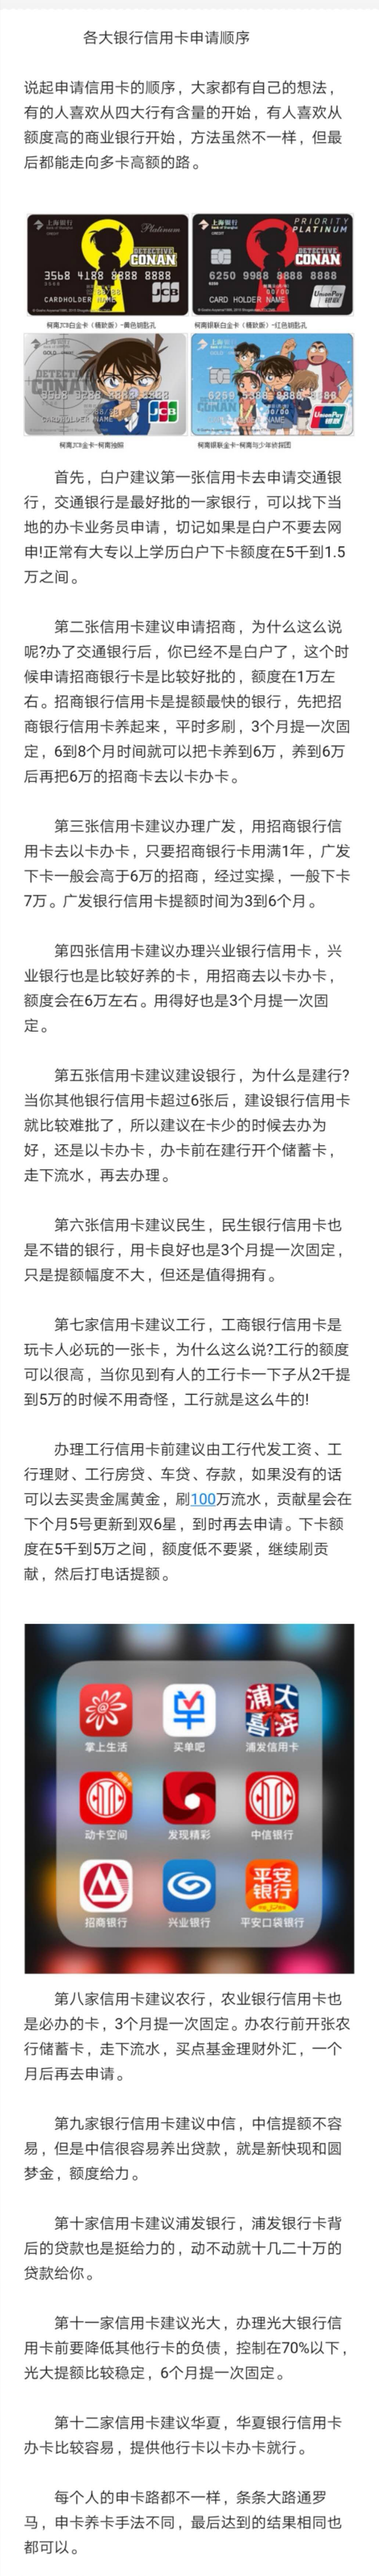 各大银行信用卡申请顺序
说起申请信用卡的顺序，大家都有自己的想法，
有的人喜欢从四大行有含量的开始，有人喜欢从
额度高的商业银行开始，方法虽然不一样，但最
后都能走向多卡高额的路。
上海银行
Bank of Shanghai
Platinum
DETECTIVE
CONAN
3568 4188 8888 8888
CARDHOLDER NAME
JCB
上海银行
Bank of Shanghai
PRIORITY
PLATINUM
DETECTIVE
CONAN
6250 9988 8688 8888
00/00
CARD HOLDER NAME
UnionPay
银联
柯南JCB白金卡（精致版）-黄色钥匙孔
柯南银联白金卡（精致版）-红色钥匙孔
上海银行
GOLD
DETECTIVE
CONAN
JCB
上海银行
GOLD
CONAN
UnionPay
银联
柯南JCB金卡-柯南独照
柯南银联金卡-柯南与少年侦探团
首先，白户建议第一张信用卡去申请交通银
行，交通银行是最好批的一家银行，可以找下当
地的办卡业务员申请，切记如果是白户不要去网
申!正常有大专以上学历白户下卡额度在5千到1.5
万之间。
第二张信用卡建议申请招商，为什么这么说
呢?办了交通银行后，你已经不是白户了，这个时
候申请招商银行卡是比较好批的，额度在1万左
右。招商银行信用卡是提额最快的银行，先把招
商银行信用卡养起来，平时多刷，3个月提一次固
定，6到8个月时间就可以把卡养到6万，养到6万
后再把6万的招商卡去以卡办卡。
第三张信用卡建议办理广发，用招商银行信
用卡去以卡办卡，只要招商银行卡用满1年，广发
下卡一般会高于6万的招商，经过实操，一般下卡
7万。广发银行信用卡提额时间为3到6个月。
第四张信用卡建议办理兴业银行信用卡，兴
业银行也是比较好养的卡，用招商去以卡办卡，
额度会在6万左右。用得好也是3个月提一次固
定。
第五张信用卡建议建设银行，为什么是建行?
当你其他银行信用卡超过6张后，建设银行信用卡
就比较难批了，所以建议在卡少的时候去办为
好，还是以卡办卡，办卡前在建行开个储蓄卡，
走下流水，再去办理。
第六张信用卡建议民生，民生银行信用卡也
是不错的银行，用卡良好也是3个月提一次固定，
只是提额幅度不大，但还是值得拥有。
第七家信用卡建议工行，工商银行信用卡是
玩卡人必玩的一张卡，为什么这么说?工行的额度
可以很高，当你见到有人的工行卡一下子从2千提
到5万的时候不用奇怪，工行就是这么牛的!
办理工行信用卡前建议由工行代发工资、工
行理财、工行房贷、车贷、存款，如果没有的话
可以去买贵金属黄金，刷100万流水，贡献星会在
下个月5号更新到双6星，到时再去申请。下卡额
度在5千到5万之间，额度低不要紧，继续刷贡
献，然后打电话提额。
浦大
喜奔
掌上生活
买单吧
浦发信用卡
动卡空间
发现精彩
中信银行
平安
银行
招商银行
兴业银行
平安口袋银行
第八家信用卡建议农行，农业银行信用卡也
是必办的卡，3个月提一次固定。办农行前开张农
行储蓄卡，走下流水，买点基金理财外汇，一个
月后再去申请。
第九家银行信用卡建议中信，中信提额不容
易，但是中信很容易养出贷款，就是新快现和圆
梦金，额度给力。
第十家信用卡建议浦发银行，浦发银行卡背
后的贷款也是挺给力的，动不动就十几二十万的
贷款给你。
第十一家信用卡建议光大，办理光大银行信
用卡前要降低其他行卡的负债，控制在70%以下，
光大提额比较稳定，6个月提一次固定。
第十二家信用卡建议华夏，华夏银行信用卡
办卡比较容易，提供他行卡以卡办卡就行。
每个人的申卡路都不一样，条条大路通罗
马，申卡养卡手法不同，最后达到的结果相同也
都可以。